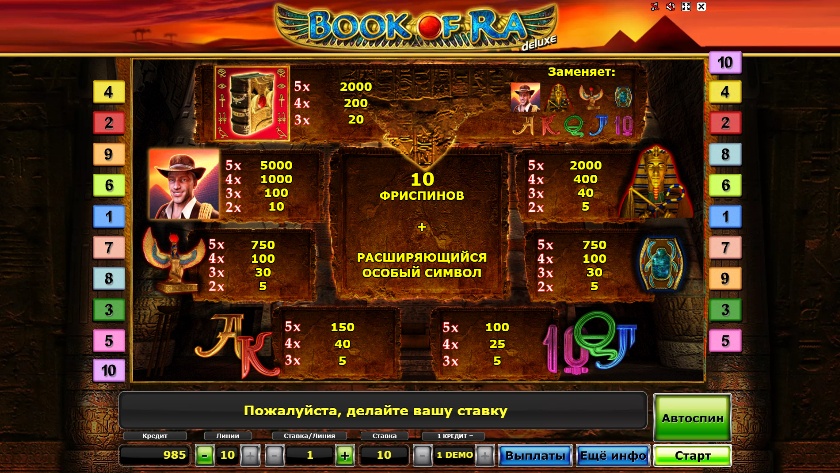 BOOK OF RA
deluxe
10
4 2 9 6 1 7 8 3 5 10
5x 2000
4x 200
3x 20
Заменяет:
A K Q J 10
5x 5000
4x 1000
3x 100
2x 10
10
ФРИСПИНОВ
+
РАСШИРЯЮЩИЙСЯ
ОСОБЫЙ СИМВОЛ
5x 2000
4x 400
3x 40
2x 5
5x 750
4x 100
3x 30
2x 5
5x 750
4x 100
3x 30
2x 5
A K
5x 150
4x 40
3x 5
5x 100
4x 25
3x 5
10 Q J
4 2 8 6 1 7 9 3 5
Пожалуйста, делайте вашу ставку
Автоспин
Кредит Линии Ставка/Линия Ставка 1 КРЕДИТ =
985 - 10 + - 1 + 10 - 1 DEMO + Выплаты Ещё инфо Старт